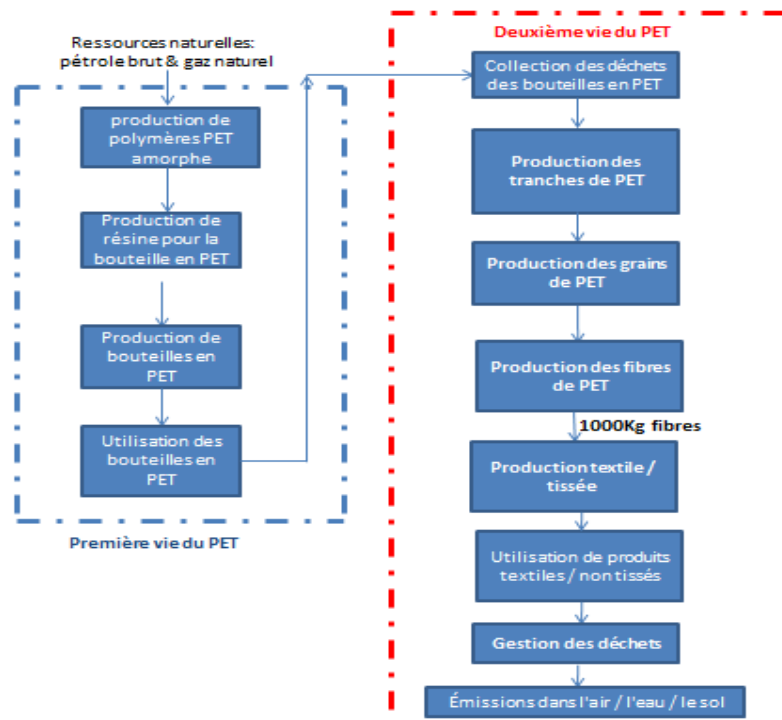 Ressources naturelles:
pétrole brut & gaz naturel
production de
polymères PET
amorphe
Production de
résine pour la
bouteille en PET
Production de
bouteilles en
PET
Utilisation des
bouteilles en
PET
Première vie du PET
Deuxième vie du PET
Collection des déchets
des bouteilles en PET
Production des
tranches de PET
Production des grains
de PET
Production des fibres
de PET
1000Kg fibres
Production textile /
tissée
Utilisation de produits
textiles / non tissés
Gestion des déchets
Émissions dans l'air / l'eau / le sol